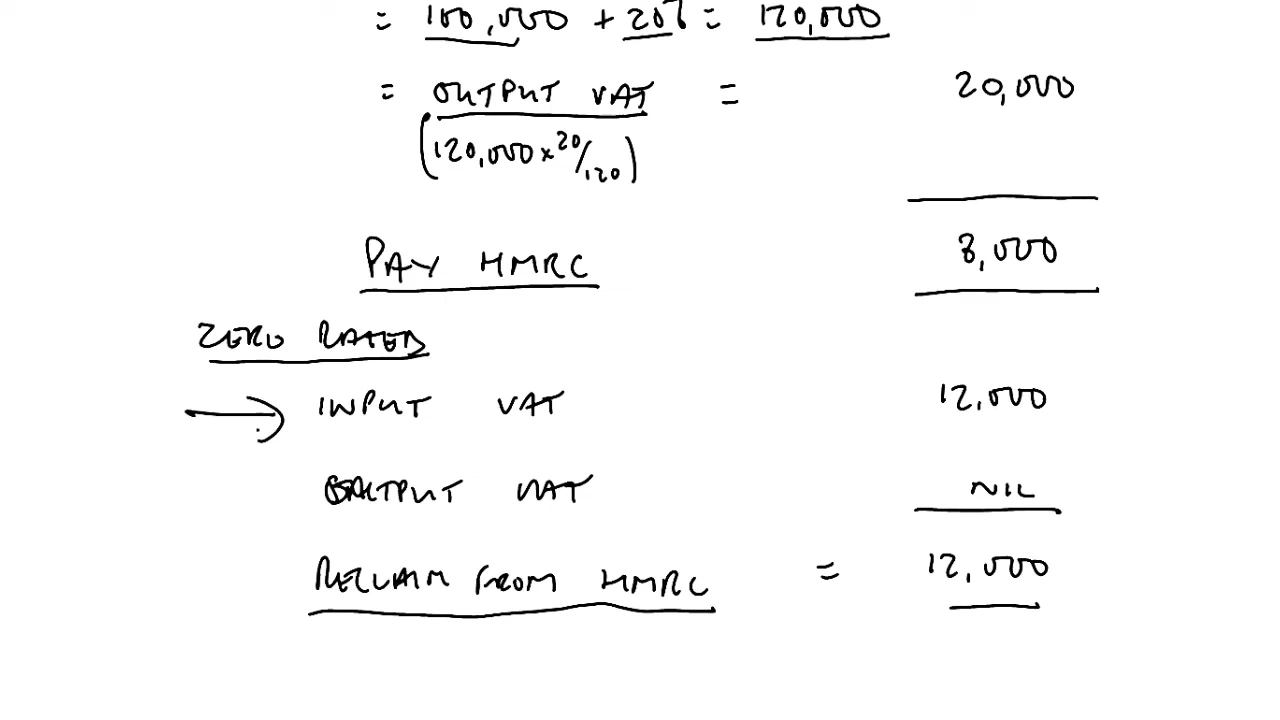 = 100,000 + 20% = 120,000
= OUTPUT VAT = 20,000
(120,000 x 20/120)
PAY HMRC 8,000
ZERO RATED
→ INPUT VAT 12,000
OUTPUT VAT NIL
RECLAIM FROM HMRC = 12,000